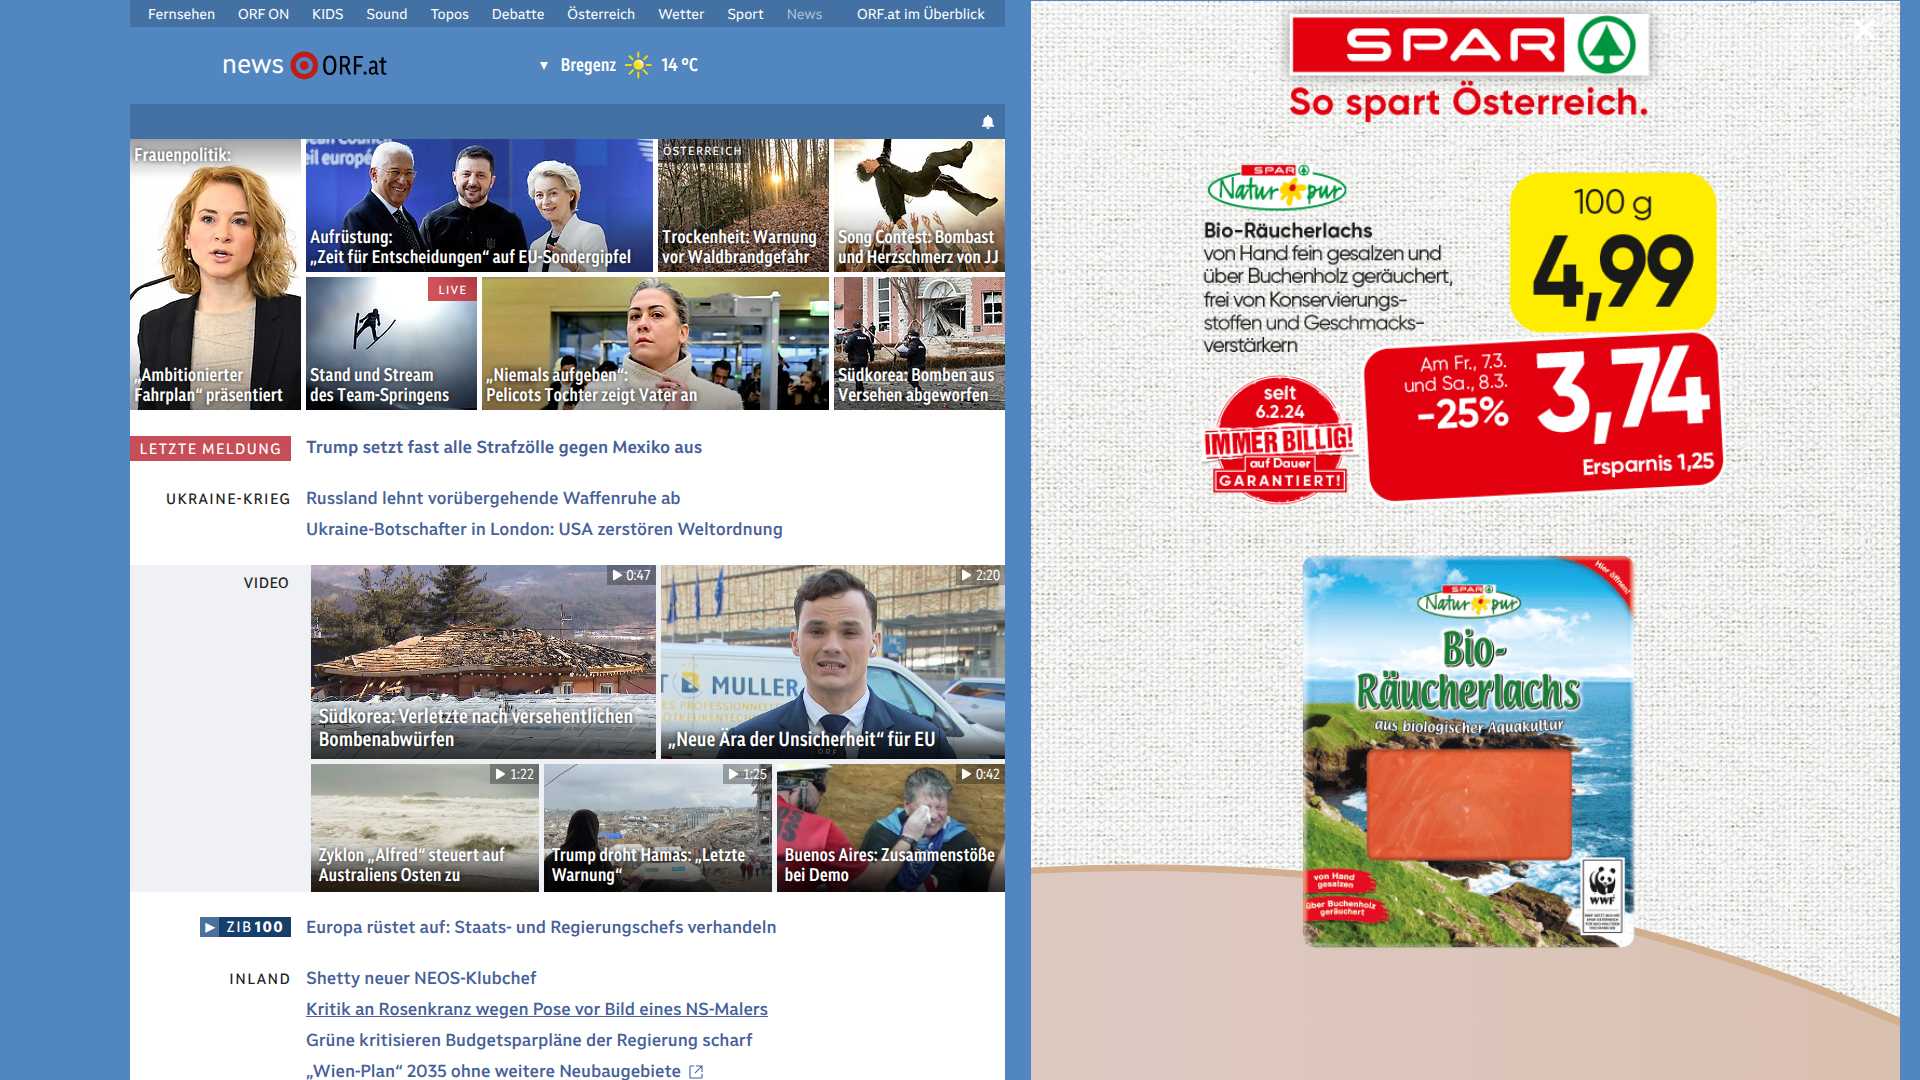 Fernsehen ORF ON KIDS Sound Topos Debatte Österreich Wetter Sport News ORF.at im Überblick
news ORF.at
Bregenz 14 °C
Frauenpolitik:
„Ambitionierter
Fahrplan“ präsentiert
Aufrüstung:
„Zeit für Entscheidungen“ auf EU-Sondergipfel
ÖSTERREICH
Trockenheit: Warnung
vor Waldbrandgefahr
Song Contest: Bombast
und Herzschmerz von JJ
LIVE
Stand und Stream
des Team-Springens
„Niemals aufgeben“:
Pelicots Tochter zeigt Vater an
Südkorea: Bomben aus
Versehen abgeworfen
LETZTE MELDUNG
Trump setzt fast alle Strafzölle gegen Mexiko aus
UKRAINE-KRIEG
Russland lehnt vorübergehende Waffenruhe ab
Ukraine-Botschafter in London: USA zerstören Weltordnung
VIDEO
0:47
Südkorea: Verletzte nach versehentlichen
Bombenabwürfen
2:20
MULLER
„Neue Ära der Unsicherheit“ für EU
1:22
Zyklon „Alfred“ steuert auf
Australiens Osten zu
1:25
Trump droht Hamas: „Letzte
Warnung“
0:42
Buenos Aires: Zusammenstöße
bei Demo
ZIB100
Europa rüstet auf: Staats- und Regierungschefs verhandeln
INLAND
Shetty neuer NEOS-Klubchef
Kritik an Rosenkranz wegen Pose vor Bild eines NS-Malers
Grüne kritisieren Budgetsparpläne der Regierung scharf
„Wien-Plan“ 2035 ohne weitere Neubaugebiete
SPAR
So spart Österreich.
SPAR
Natur pur
Bio-Räucherlachs
von Hand fein gesalzen und
über Buchenholz geräuchert,
frei von Konservierungs-
stoffen und Geschmacks-
verstärkern
100 g
4,99
Am Fr., 7.3.
und Sa., 8.3.
-25%
3,74
Ersparnis 1,25
seit
6.2.24
IMMER BILLIG!
auf Dauer
GARANTIERT!
Hier öffnen!
SPAR
Natur pur
Bio-
Räucherlachs
aus biologischer Aquakultur
von Hand
gesalzen
über Buchenholz
geräuchert
WWF